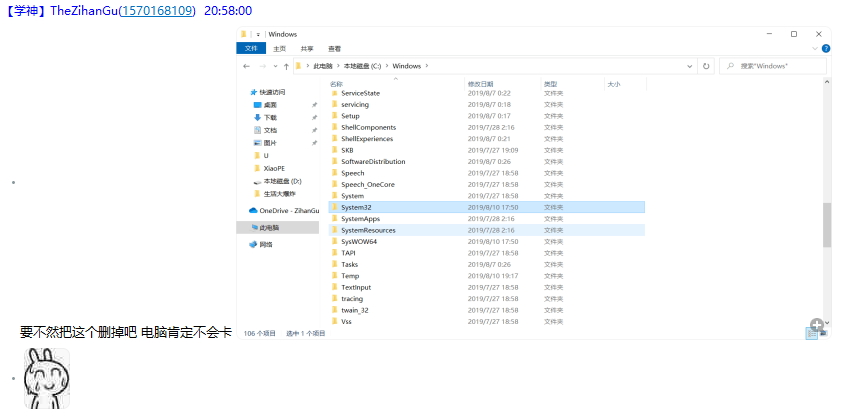 【学神】TheZihanGu(1570168109) 20:58:00
Windows
文件 主页 共享 查看
此电脑 › 本地磁盘 (C:) › Windows › 搜索"Windows"
名称 修改日期 类型 大小
快速访问
桌面
下载
文档
图片
U
XiaoPE
本地磁盘 (D:)
生活大爆炸
OneDrive - ZihanGu
此电脑
网络
ServiceState 2019/8/7 0:22 文件夹
servicing 2019/8/7 0:18 文件夹
Setup 2019/8/7 0:17 文件夹
ShellComponents 2019/7/28 2:16 文件夹
ShellExperiences 2019/8/7 0:21 文件夹
SKB 2019/7/27 19:09 文件夹
SoftwareDistribution 2019/8/7 0:26 文件夹
Speech 2019/7/27 18:58 文件夹
Speech_OneCore 2019/7/27 18:58 文件夹
System 2019/7/27 18:58 文件夹
System32 2019/8/10 17:50 文件夹
SystemApps 2019/7/28 2:16 文件夹
SystemResources 2019/7/28 2:16 文件夹
SysWOW64 2019/8/10 17:50 文件夹
TAPI 2019/7/27 18:58 文件夹
Tasks 2019/8/7 0:26 文件夹
Temp 2019/8/10 19:17 文件夹
TextInput 2019/7/27 18:58 文件夹
tracing 2019/7/27 18:58 文件夹
twain_32 2019/7/27 18:58 文件夹
Vss 2019/7/27 18:58 文件夹
106 个项目 选中 1 个项目
要不然把这个删掉吧 电脑肯定不会卡